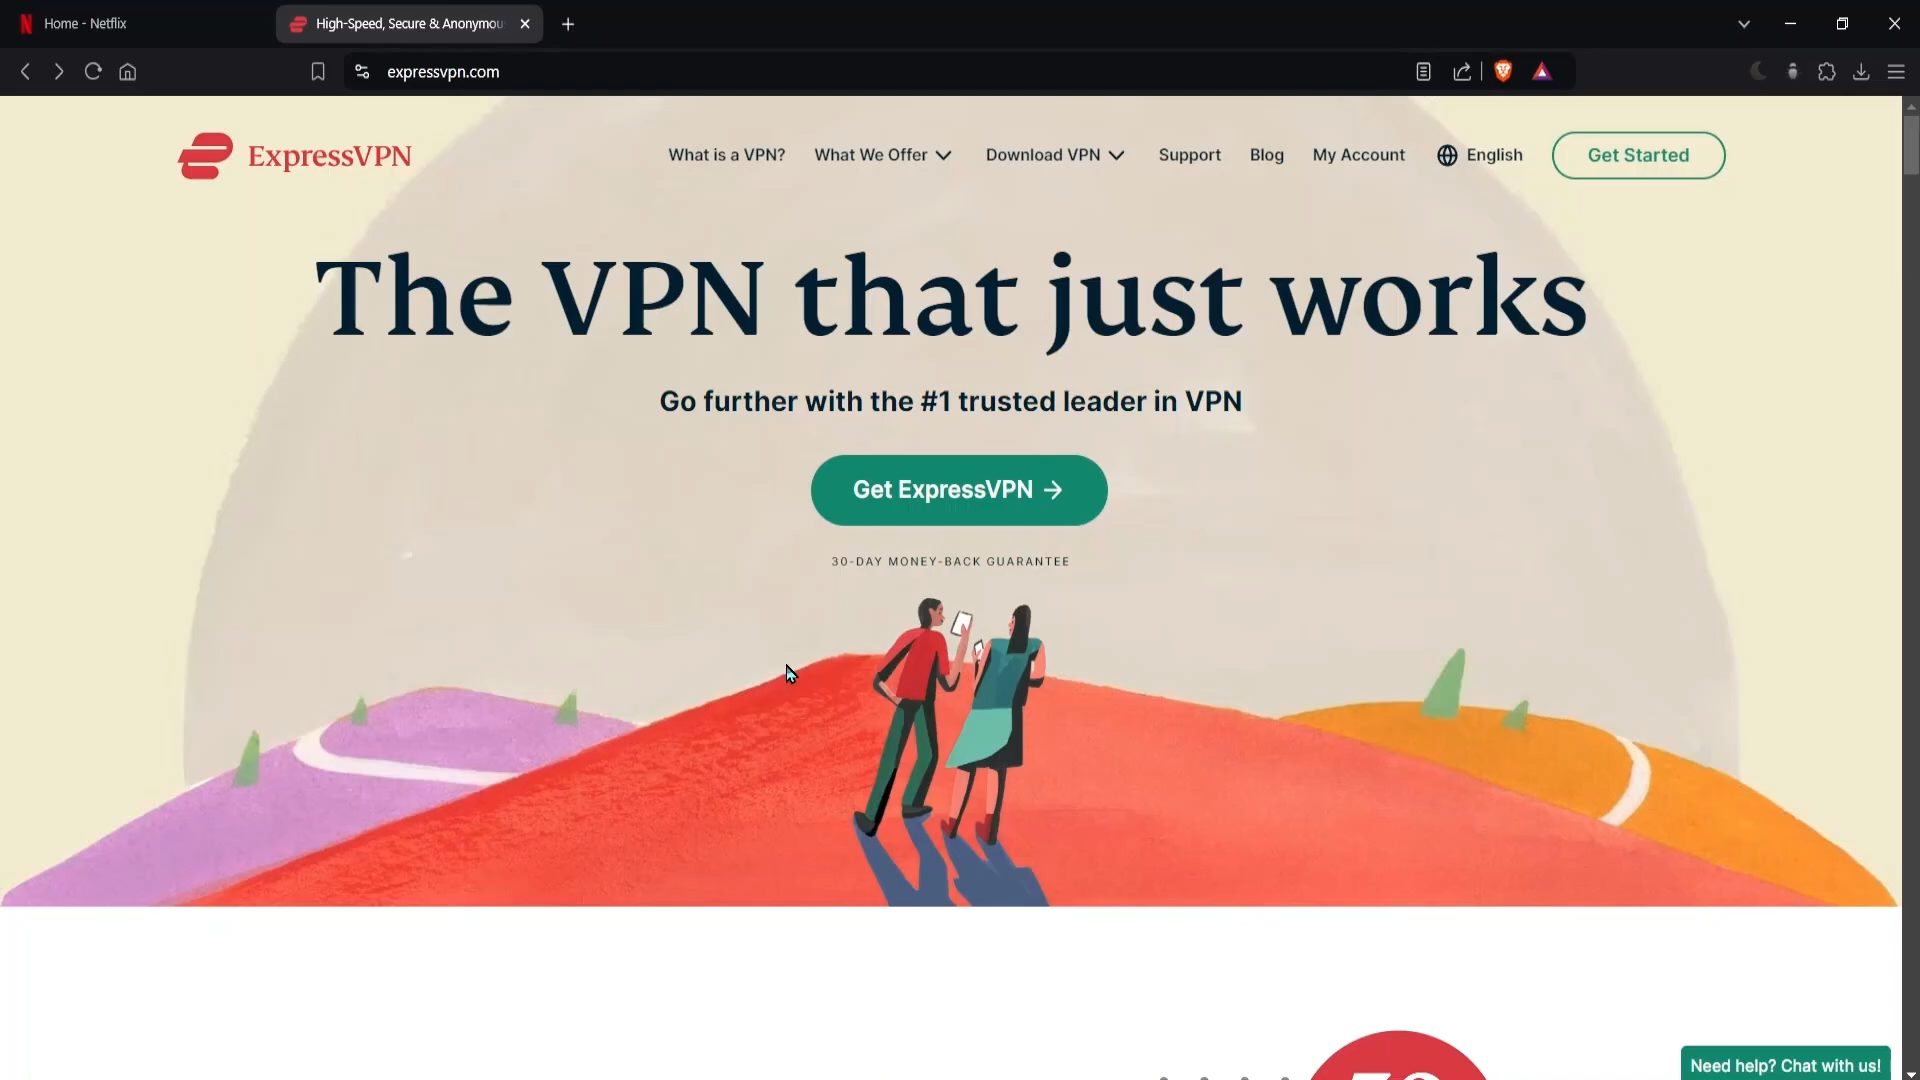 Home - Netflix
High-Speed, Secure & Anonymou
expressvpn.com
ExpressVPN
What is a VPN?
What We Offer
Download VPN
Support
Blog
My Account
English
Get Started
The VPN that just works
Go further with the #1 trusted leader in VPN
Get ExpressVPN →
30-DAY MONEY-BACK GUARANTEE
Need help? Chat with us!